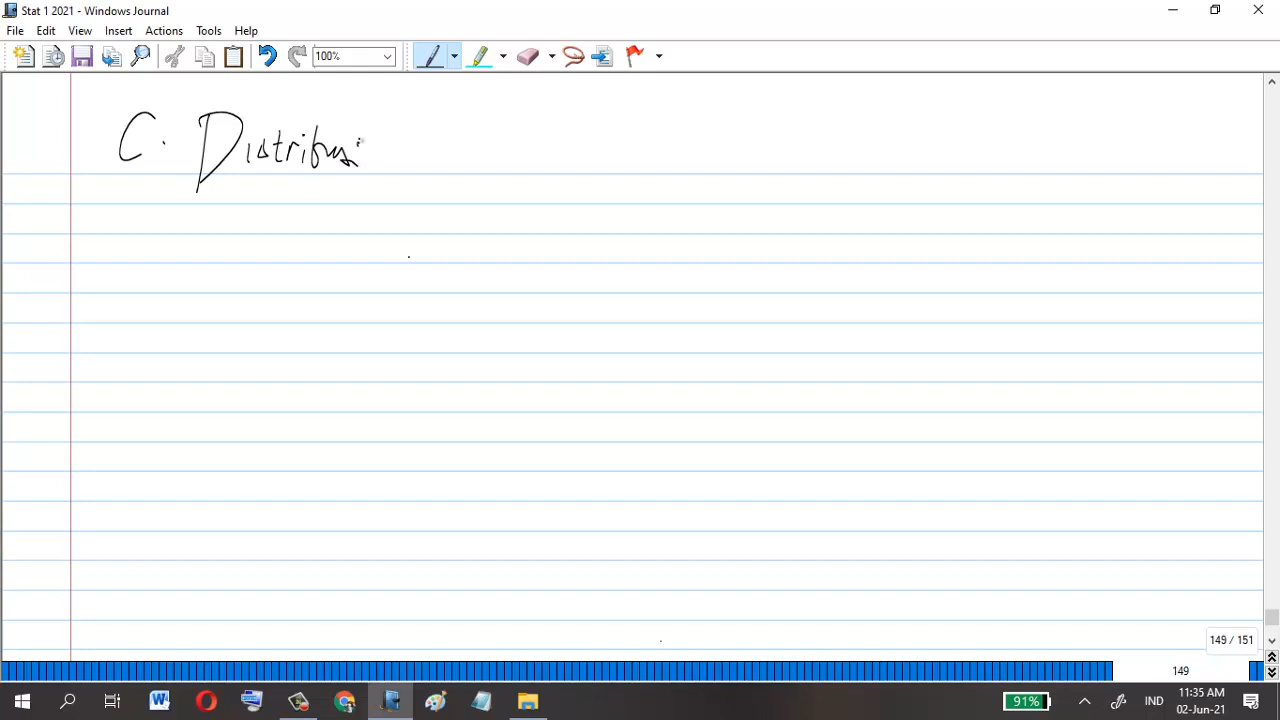 Stat 1 2021 - Windows Journal
File Edit View Insert Actions Tools Help
100%
C. Distribusi
149 / 151
149
91% IND 11:35 AM
02-Jun-21